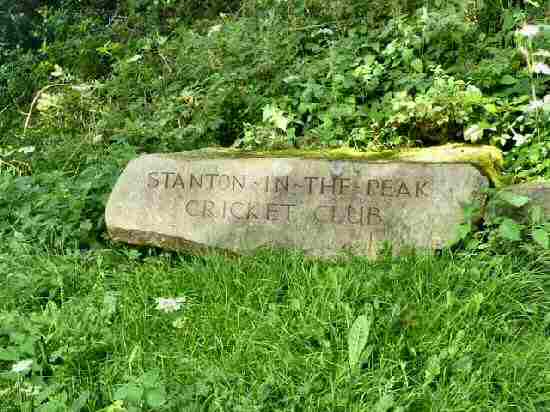 STANTON-IN-THE-PEAK
CRICKET CLUB